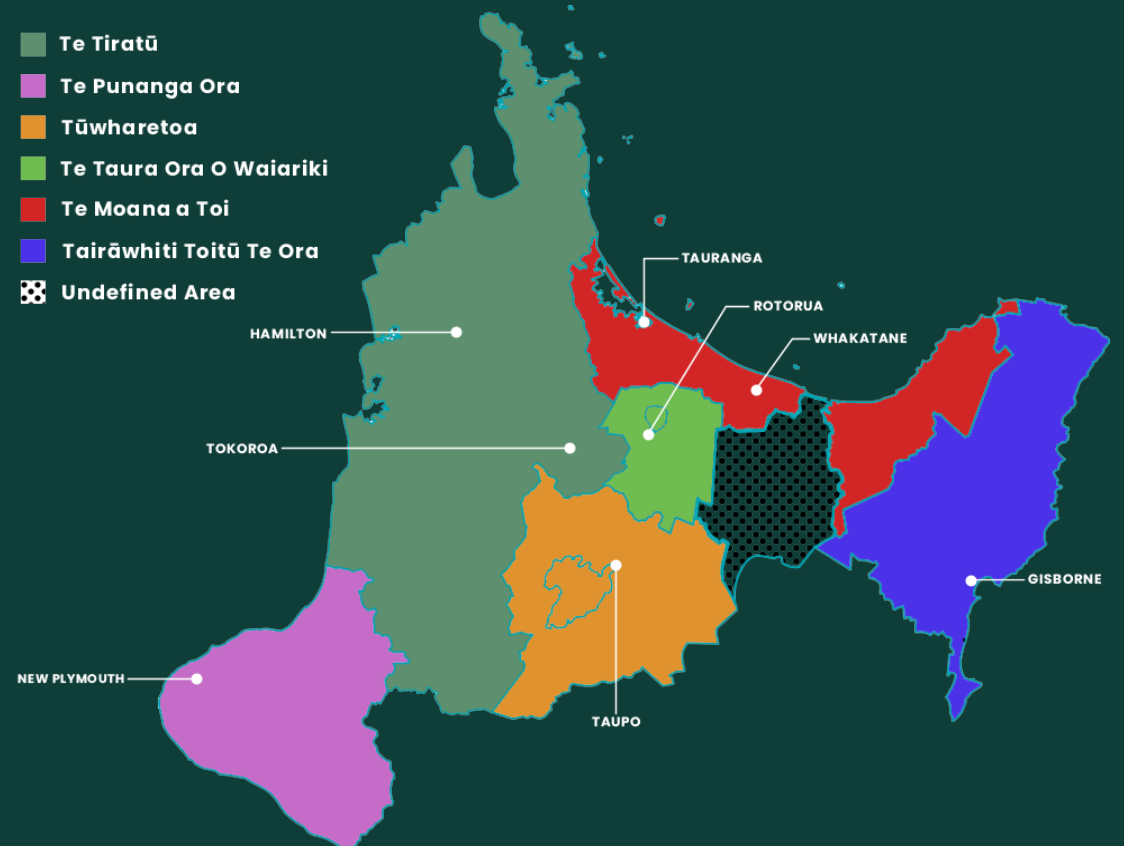 Te Tiratū
Te Punanga Ora
Tūwharetoa
Te Taura Ora O Waiariki
Te Moana a Toi
Tairāwhiti Toitū Te Ora
Undefined Area
TAURANGA
ROTORUA
HAMILTON
WHAKATANE
TOKOROA
GISBORNE
NEW PLYMOUTH
TAUPO